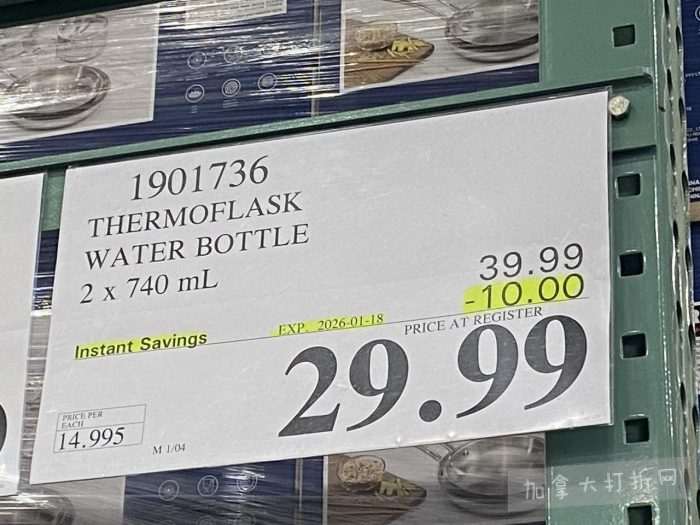 1901736
THERMOFLASK
WATER BOTTLE
2 x 740 mL
39.99
-10.00
Instant Savings
EXP. 2026-01-18
PRICE AT REGISTER
29.99
PRICE PER
EACH
14.995
M 1/04
加拿大打折网